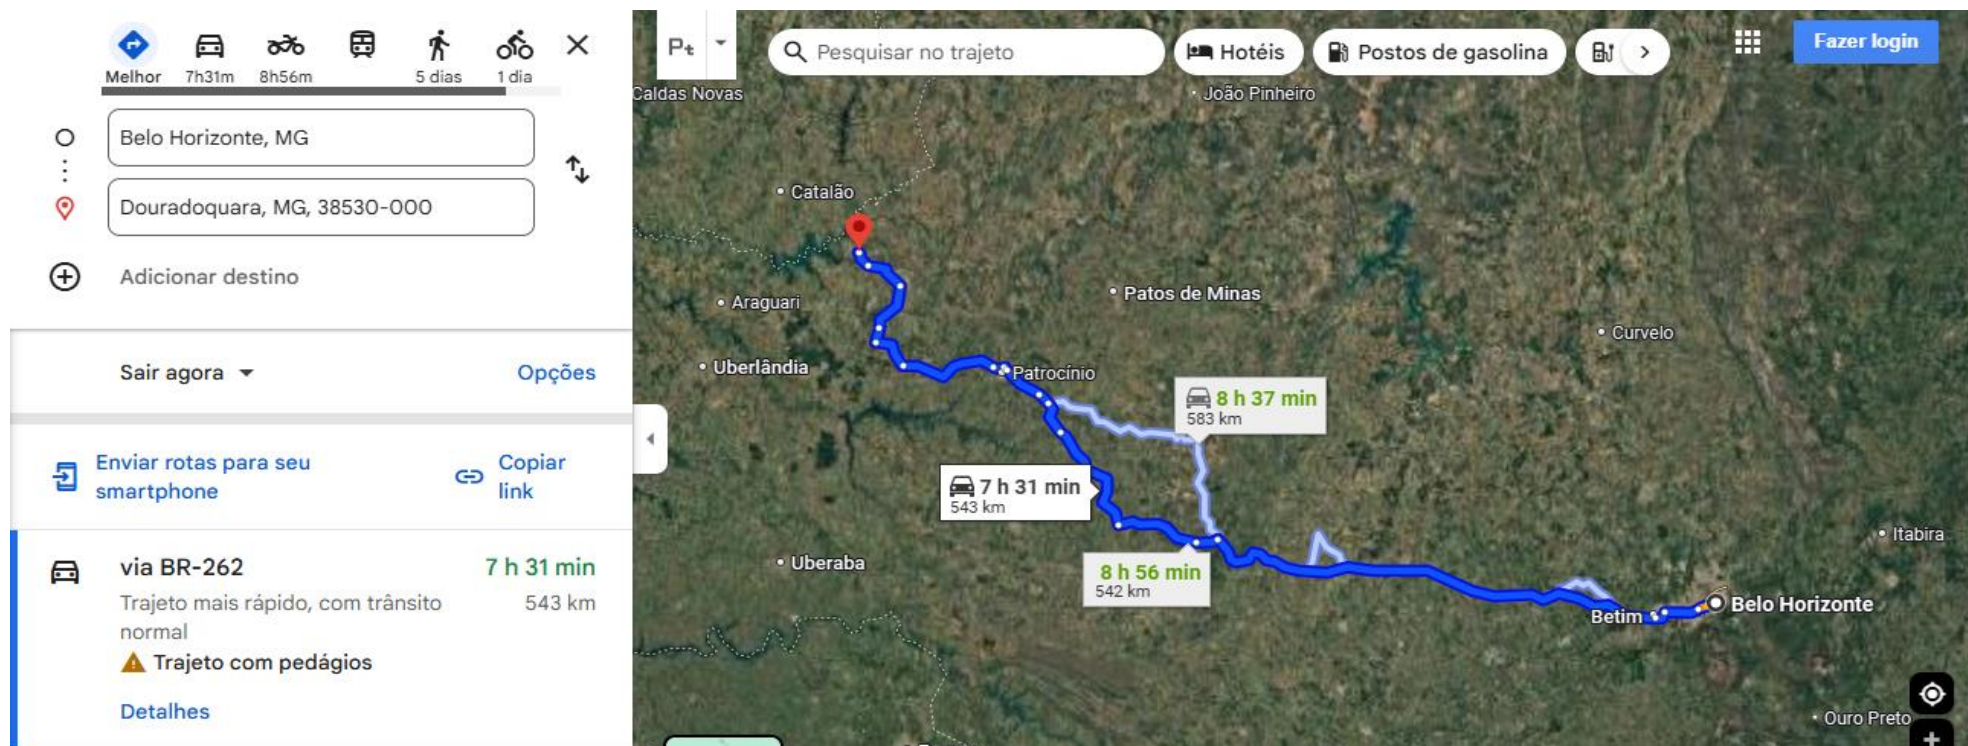 Melhor
7h31m
8h56m
5 dias
1 dia
Belo Horizonte, MG
Douradoquara, MG, 38530-000
Adicionar destino
Sair agora
Opções
Enviar rotas para seu
smartphone
Copiar
link
via BR-262
7 h 31 min
Trajeto mais rápido, com trânsito
normal
543 km
Trajeto com pedágios
Detalhes
Pesquisar no trajeto
Hotéis
Postos de gasolina
Fazer login
Caldas Novas
João Pinheiro
Catalão
Araguari
Patos de Minas
Curvelo
Uberlândia
Patrocínio
8 h 37 min
583 km
7 h 31 min
543 km
Itabira
Uberaba
8 h 56 min
542 km
Belo Horizonte
Betim
Ouro Preto